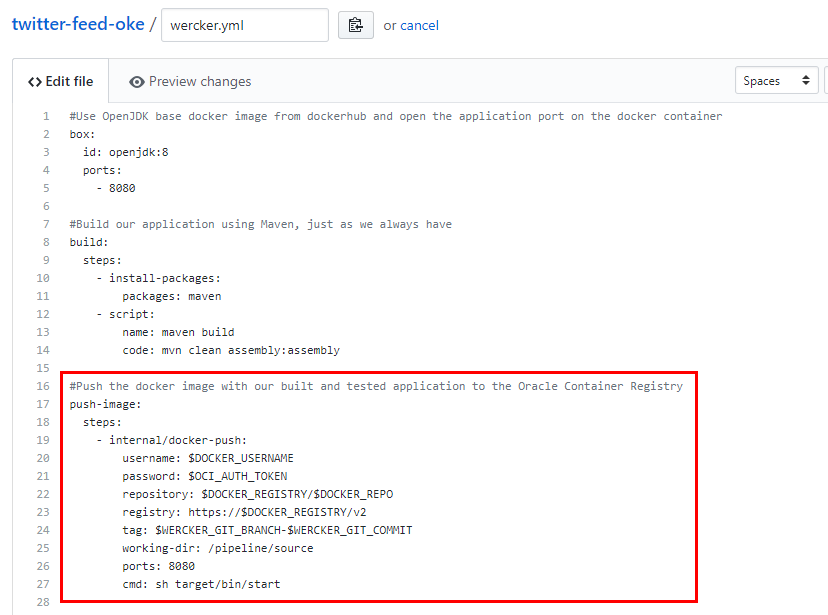 twitter-feed-oke / wercker.yml or cancel
Edit file Preview changes Spaces
1 #Use OpenJDK base docker image from dockerhub and open the application port on the docker container
2 box:
3   id: openjdk:8
4   ports:
5     - 8080
6
7 #Build our application using Maven, just as we always have
8 build:
9   steps:
10     - install-packages:
11         packages: maven
12     - script:
13         name: maven build
14         code: mvn clean assembly:assembly
15
16 #Push the docker image with our built and tested application to the Oracle Container Registry
17 push-image:
18   steps:
19     - internal/docker-push:
20         username: $DOCKER_USERNAME
21         password: $OCI_AUTH_TOKEN
22         repository: $DOCKER_REGISTRY/$DOCKER_REPO
23         registry: https://$DOCKER_REGISTRY/v2
24         tag: $WERCKER_GIT_BRANCH-$WERCKER_GIT_COMMIT
25         working-dir: /pipeline/source
26         ports: 8080
27         cmd: sh target/bin/start
28